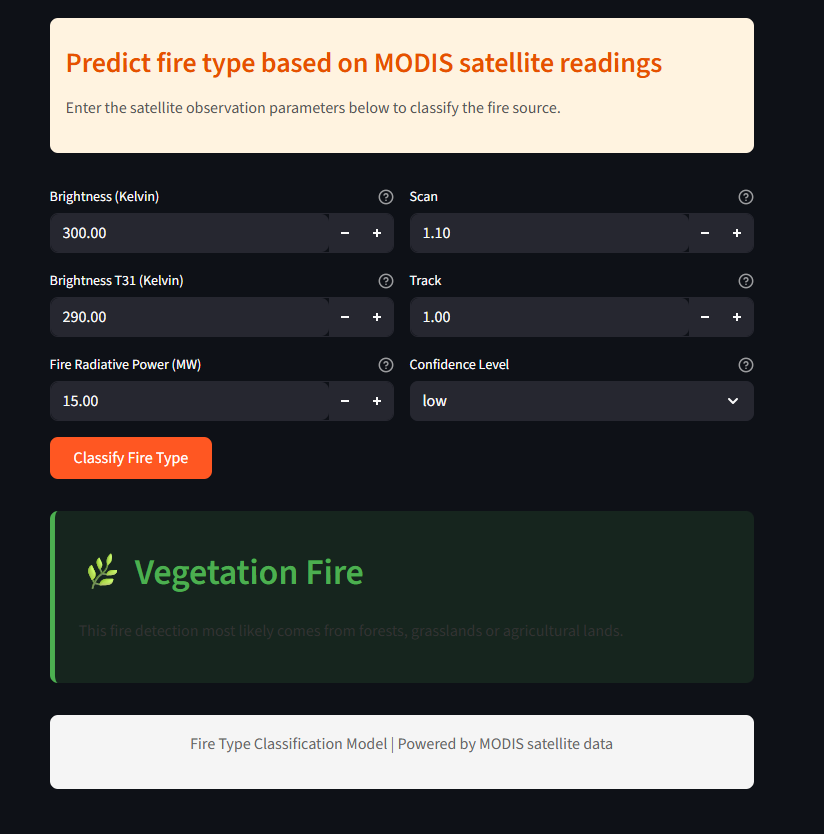 Predict fire type based on MODIS satellite readings
Enter the satellite observation parameters below to classify the fire source.
Brightness (Kelvin)
Scan
300.00
1.10
Brightness T31 (Kelvin)
Track
290.00
1.00
Fire Radiative Power (MW)
Confidence Level
15.00
low
Classify Fire Type
Vegetation Fire
This fire detection most likely comes from forests, grasslands or agricultural lands.
Fire Type Classification Model | Powered by MODIS satellite data